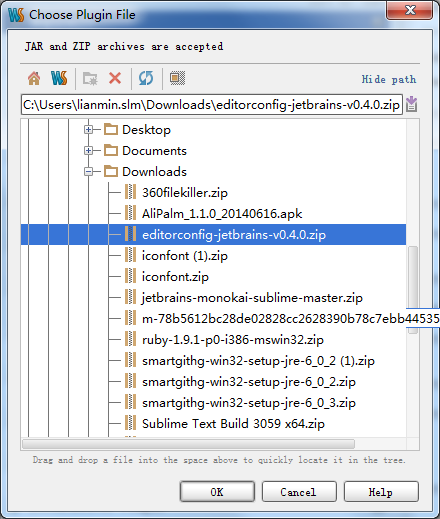 Choose Plugin File
JAR and ZIP archives are accepted
Hide path
C:\Users\lianmin.slm\Downloads\editorconfig-jetbrains-v0.4.0.zip
Desktop
Documents
Downloads
360filekiller.zip
AliPalm_1.1.0_20140616.apk
editorconfig-jetbrains-v0.4.0.zip
iconfont (1).zip
iconfont.zip
jetbrains-monokai-sublime-master.zip
m-78b5612bc28de02828cc2628390b78c7ebb44535
ruby-1.9.1-p0-i386-mswin32.zip
smartgithg-win32-setup-jre-6_0_2 (1).zip
smartgithg-win32-setup-jre-6_0_2.zip
smartgithg-win32-setup-jre-6_0_3.zip
Sublime Text Build 3059 x64.zip
Drag and drop a file into the space above to quickly locate it in the tree.
OK
Cancel
Help